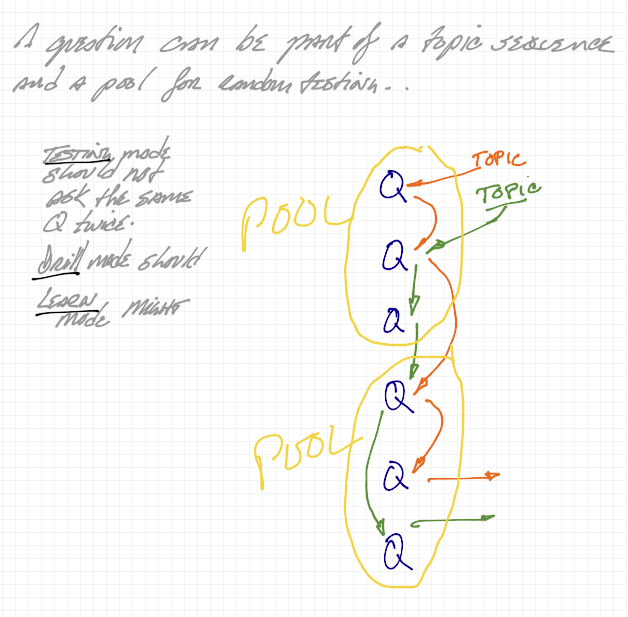 A question can be part of a topic sequence
and a pool for random testing...
Testing mode
should not
ask the same
Q twice.
Drill mode should
Learn might
mode
TOPIC
TOPIC
POOL
Q
Q
Q
POOL
Q
Q
Q